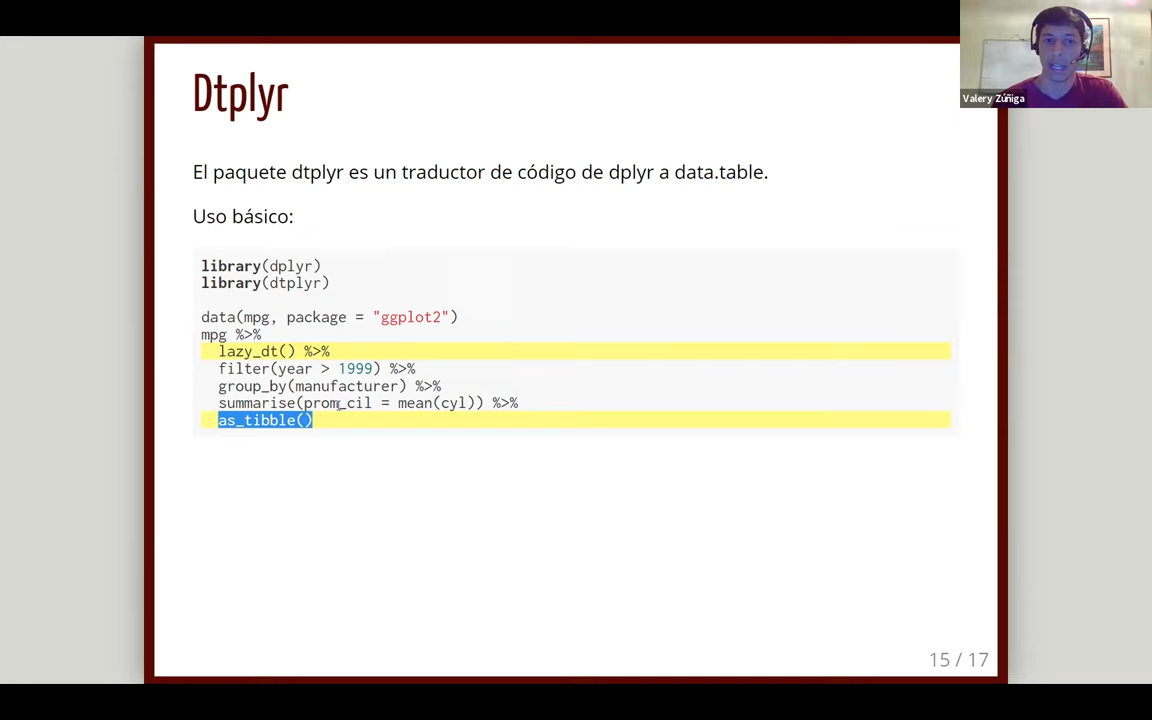 Dtplyr
El paquete dtplyr es un traductor de código de dplyr a data.table.
Uso básico:
library(dplyr)
library(dtplyr)
data(mpg, package = "ggplot2")
mpg %>%
lazy_dt() %>%
filter(year > 1999) %>%
group_by(manufacturer) %>%
summarise(prom_cil = mean(cyl)) %>%
as_tibble()
15 / 17
Valery Zúñiga